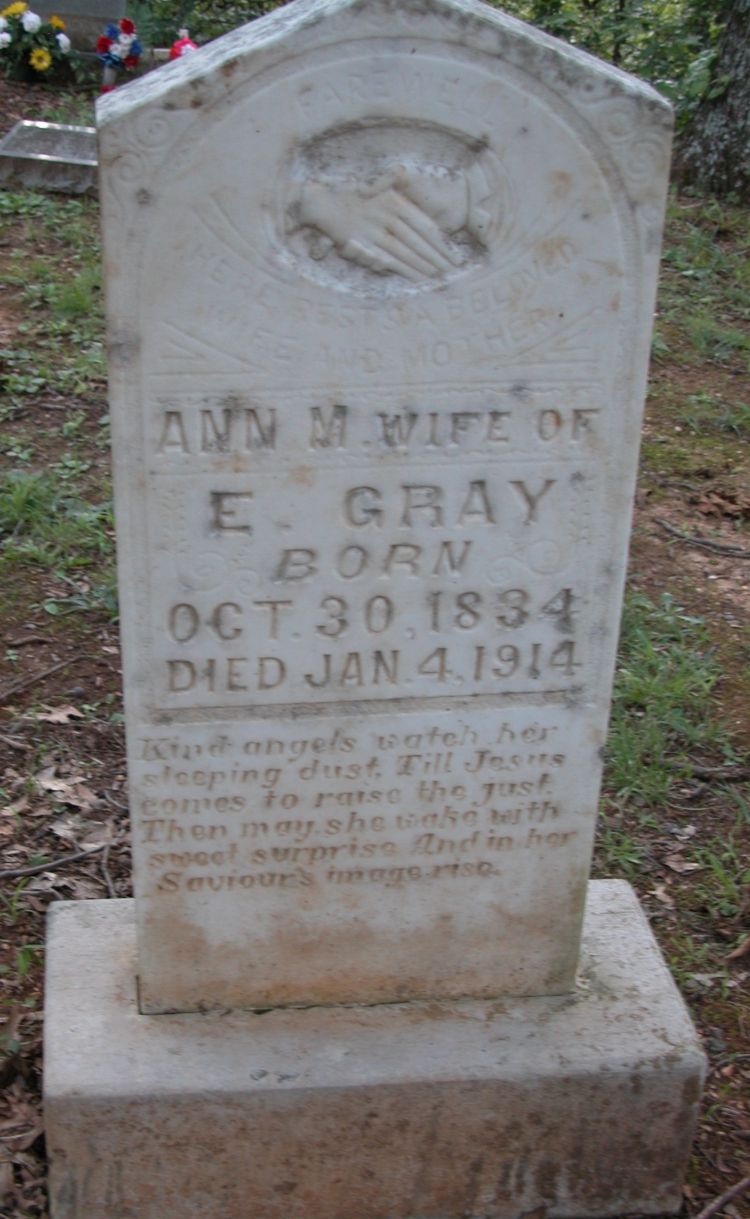 FAREWELL
HERE RESTS A BELOVED
WIFE AND MOTHER
ANN M. WIFE OF
E. GRAY
BORN
OCT. 30, 1834
DIED JAN. 4, 1914
Kind angels watch her
sleeping dust, Till Jesus
comes to raise the just.
Then may she wake with
sweet surprise And in her
Saviour's image rise.